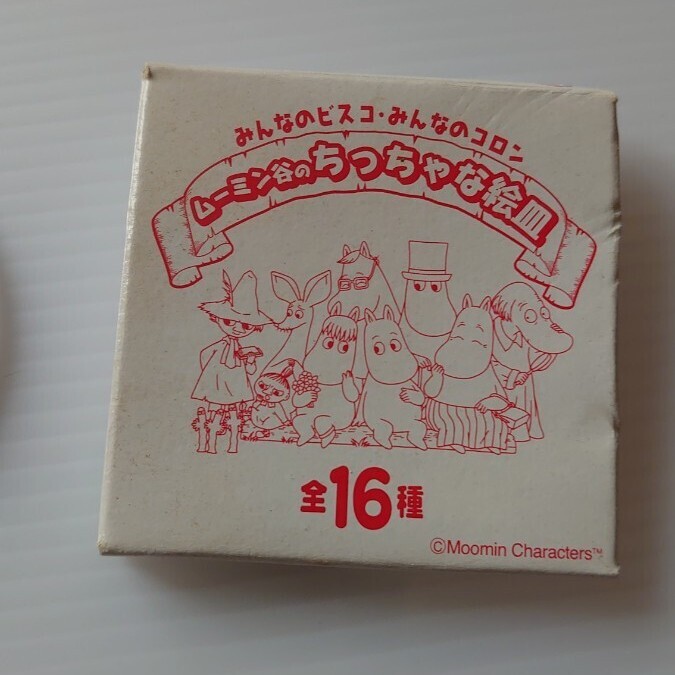 みんなのビスコ・みんなのコロン
ムーミン谷のちっちゃな絵皿
全16種
©Moomin Characters™